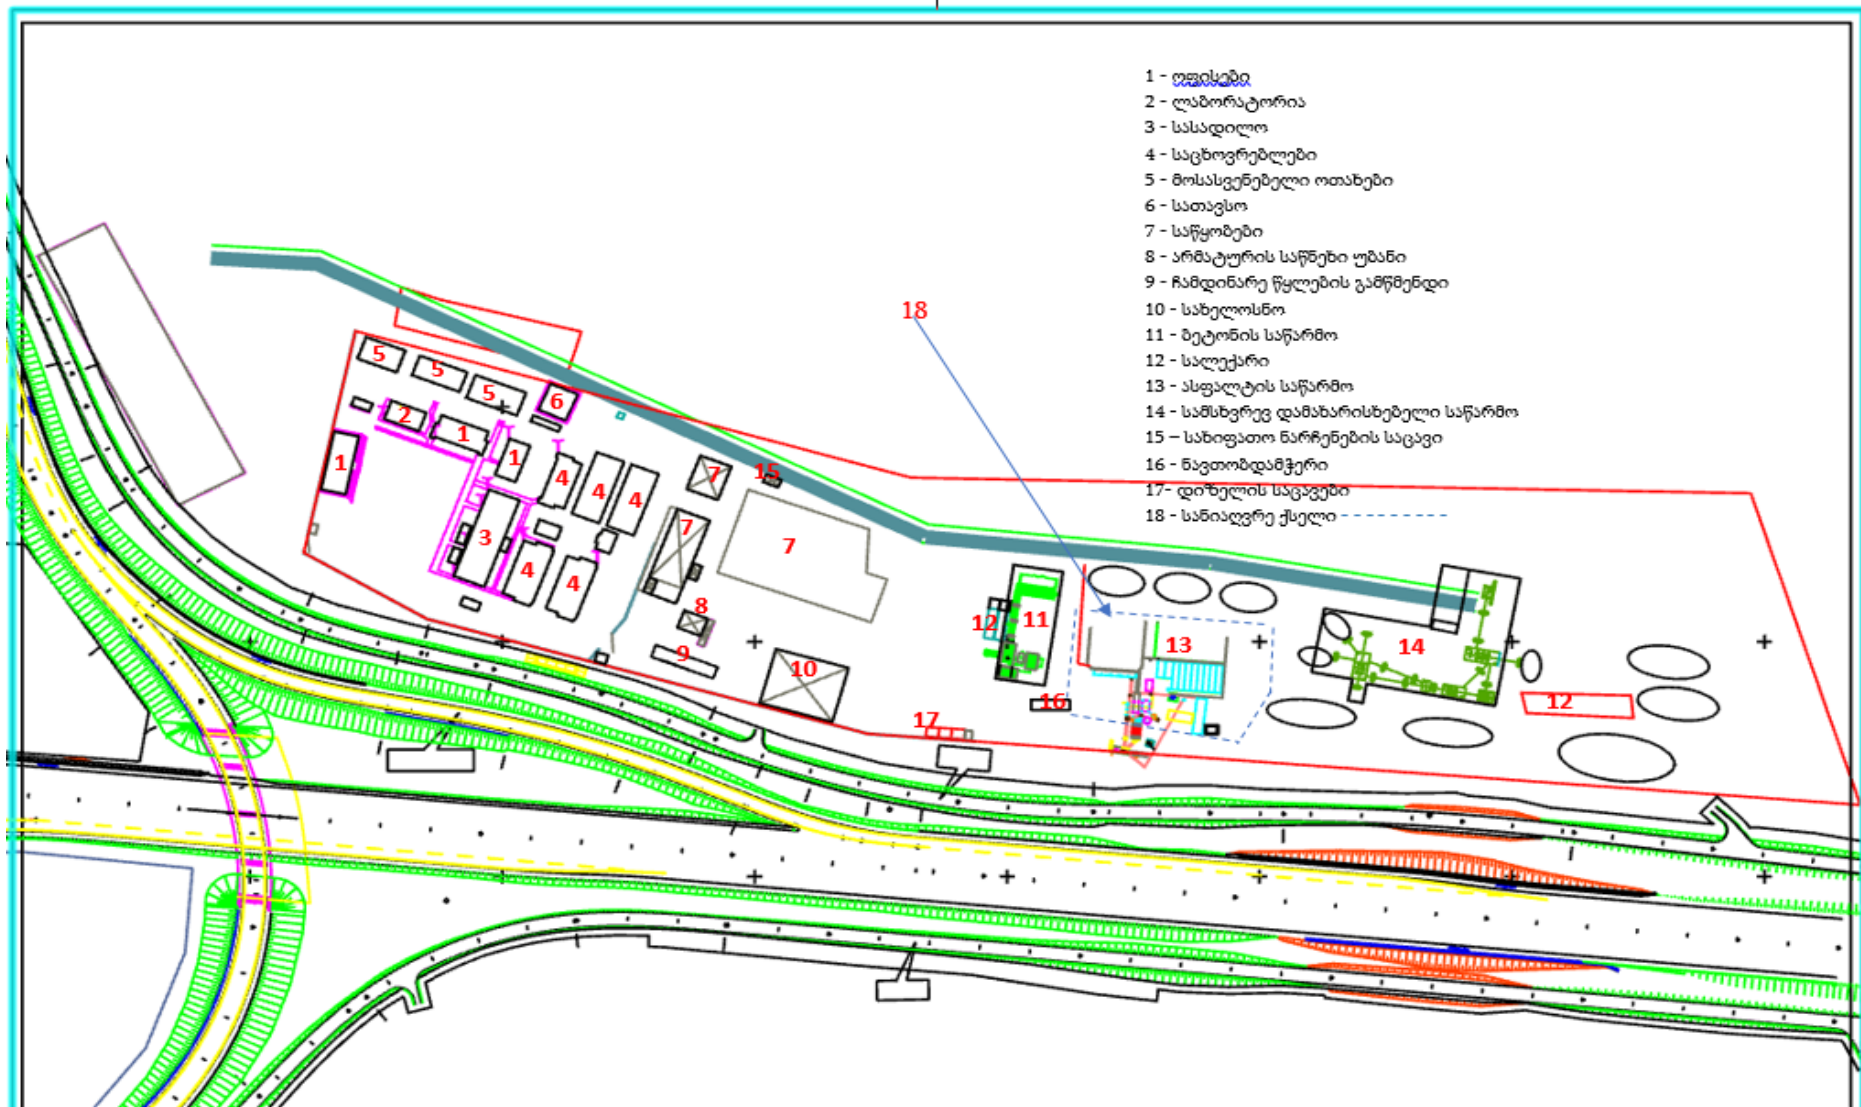 1 - ოფისები
2 - ლაბორატორია
3 - სასადილო
4 - საცხოვრებლები
5 - მოსასვენებელი ოთახები
6 - სათავსო
7 - საწყობები
8 - არმატურის საწნეხი უბანი
9 - ჩამდინარე წყლების გამწმენდი
10 - სახელოსნო
11 - ბეტონის საწარმო
12 - სალექარი
13 - ასფალტის საწარმო
14 - სამსხვრევ დამახარისხებელი საწარმო
15 – სახიფათო ნარჩენების საცავი
16 - ნავთობდამჭერი
17- დიზელის საცავები
18 - სანიაღვრე ქსელი
18
5
5
5
6
2
1
1
1
4
4
4
7
15
3
7
7
4
4
8
9
10
12
11
13
14
16
12
17